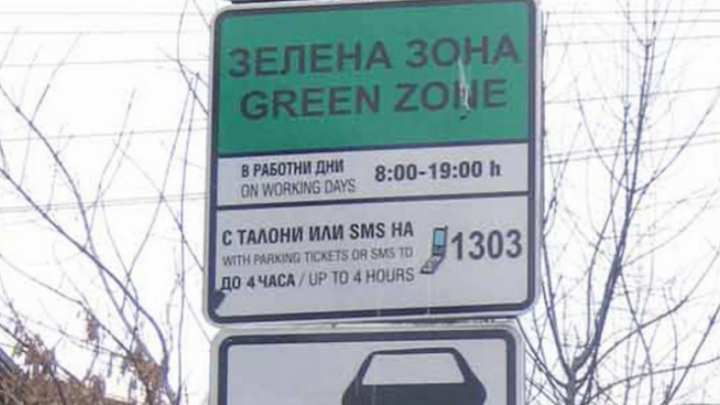 ЗЕЛЕНА ЗОНА
GREEN ZONE
В РАБОТНИ ДНИ
ON WORKING DAYS
8:00-19:00 h
С ТАЛОНИ ИЛИ SMS НА
WITH PARKING TICKETS OR SMS TO
1303
ДО 4 ЧАСА / UP TO 4 HOURS